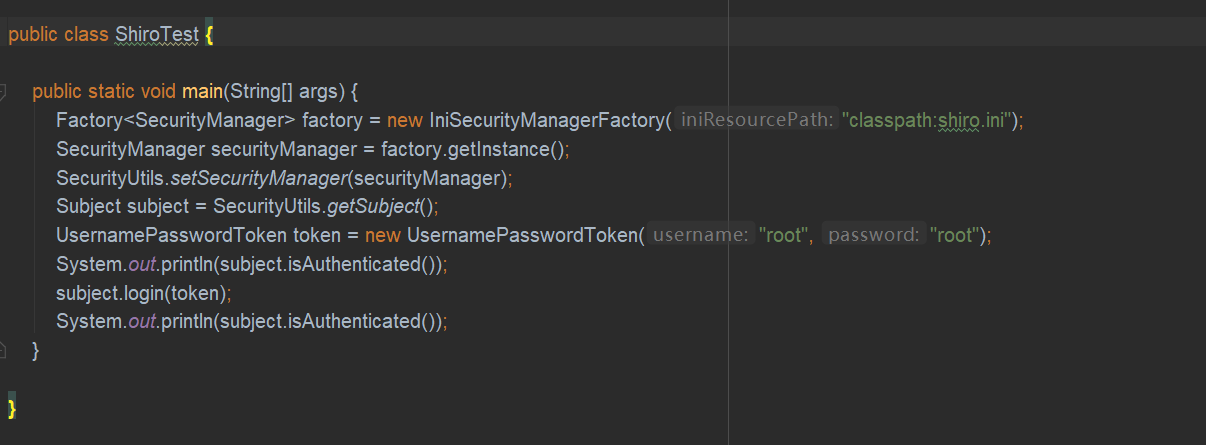 public class ShiroTest {
public static void main(String[] args) {
Factory<SecurityManager> factory = new IniSecurityManagerFactory( iniResourcePath: "classpath:shiro.ini");
SecurityManager securityManager = factory.getInstance();
SecurityUtils.setSecurityManager(securityManager);
Subject subject = SecurityUtils.getSubject();
UsernamePasswordToken token = new UsernamePasswordToken( username: "root", password: "root");
System.out.println(subject.isAuthenticated());
subject.login(token);
System.out.println(subject.isAuthenticated());
}
}